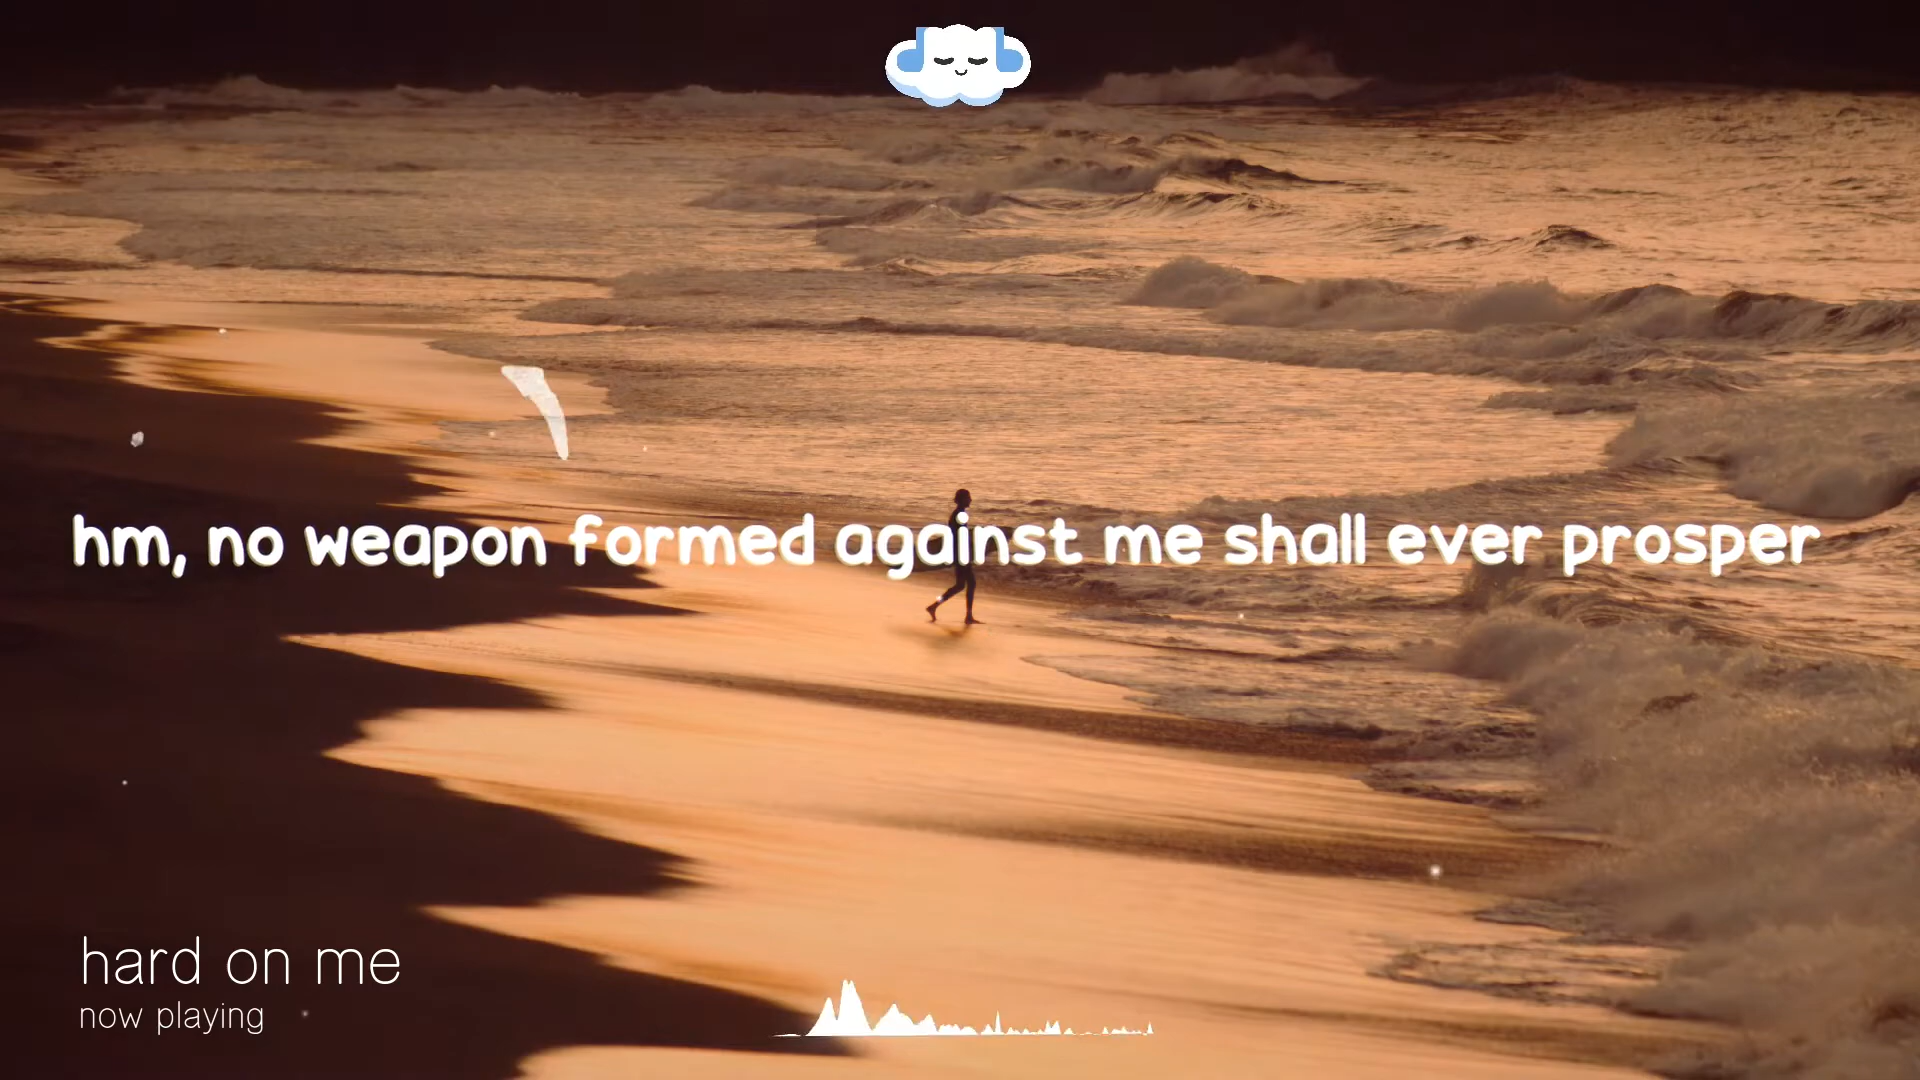 hm, no weapon formed against me shall ever prosper
hard on me
now playing